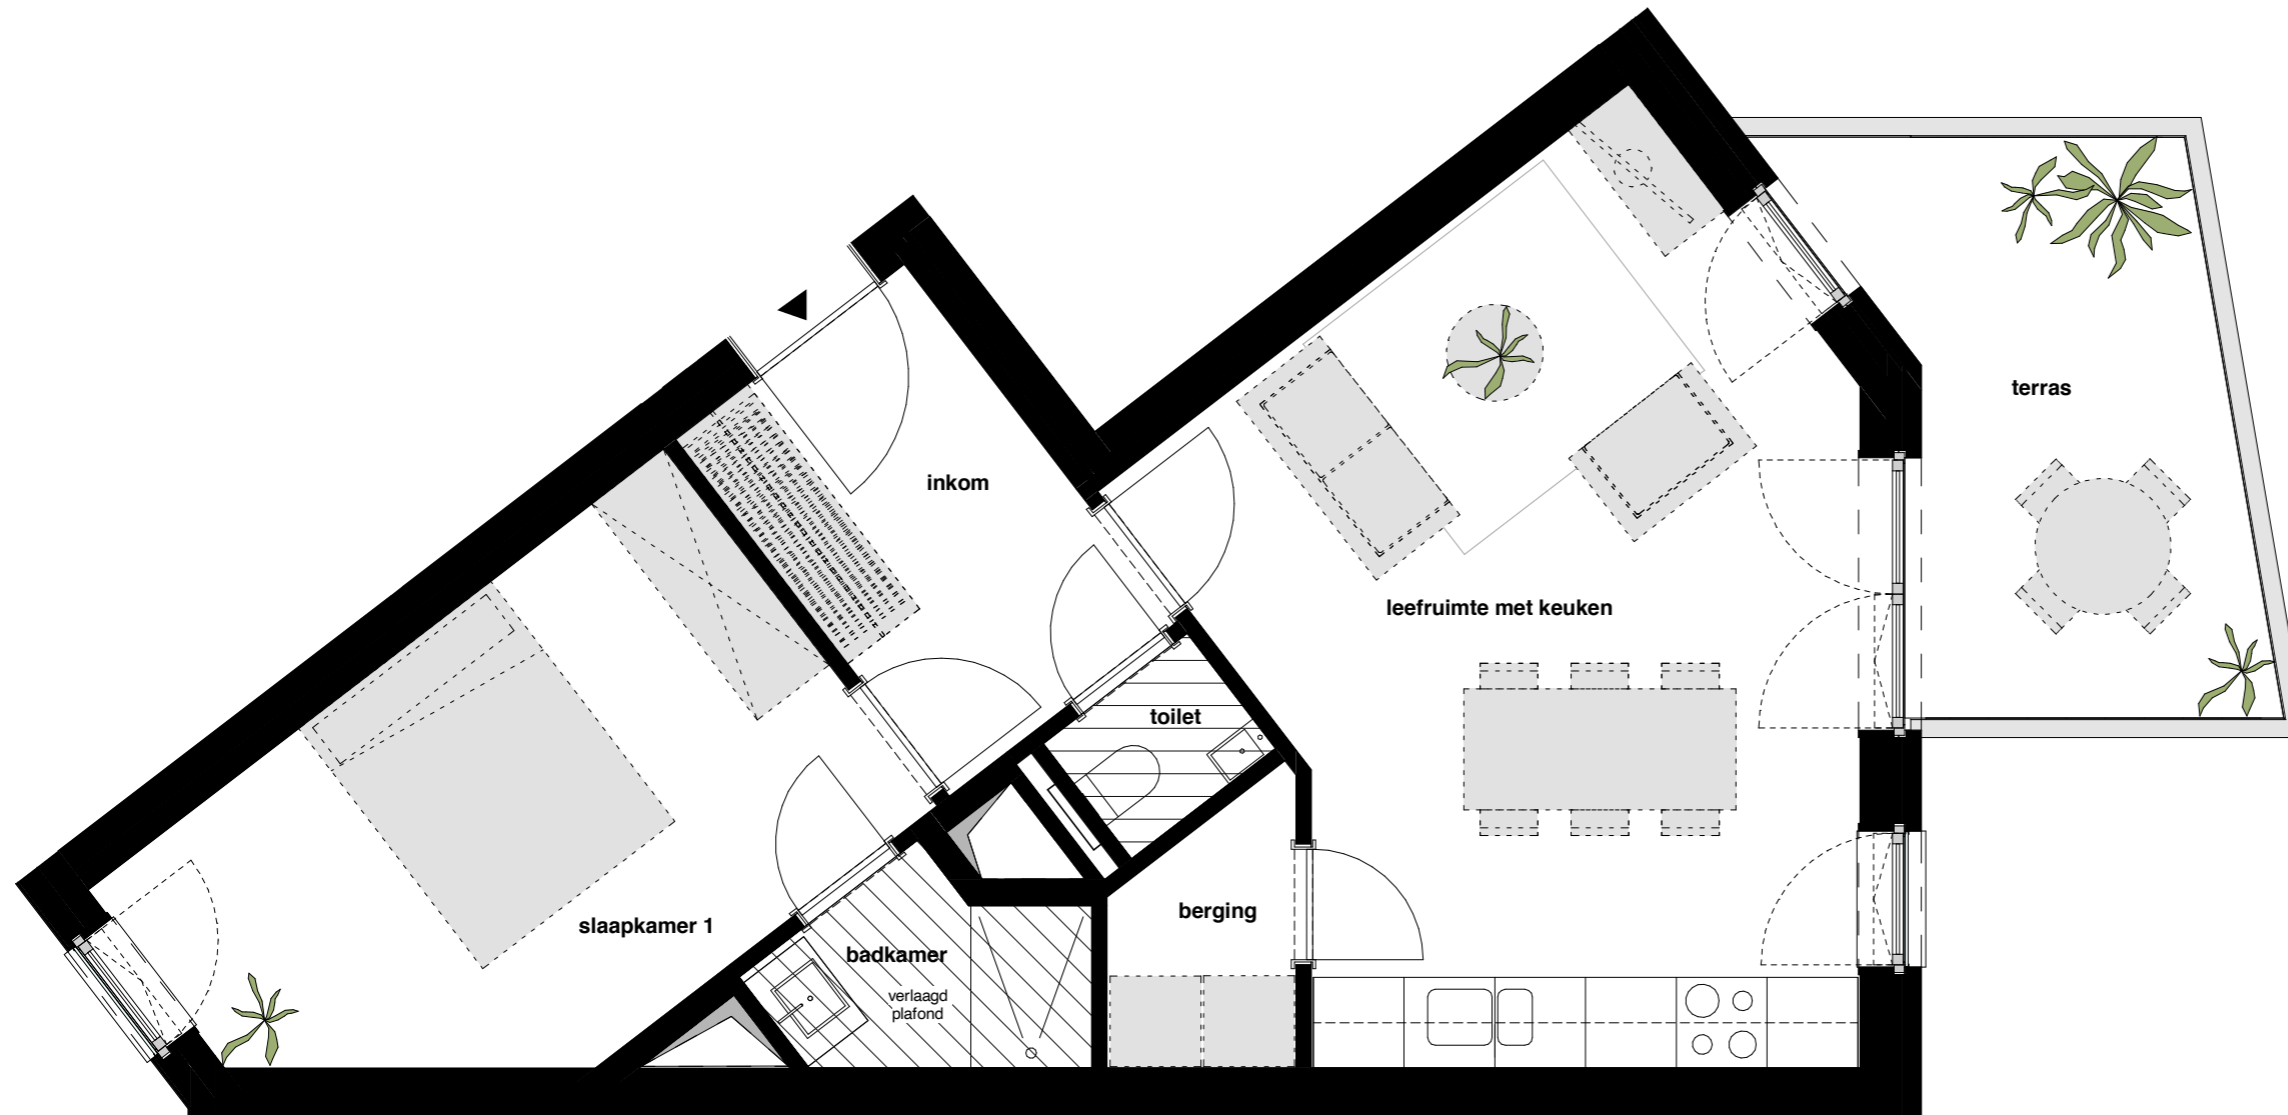 terras
inkom
leefruimte met keuken
toilet
berging
slaapkamer 1
badkamer
verlaagd
plafond